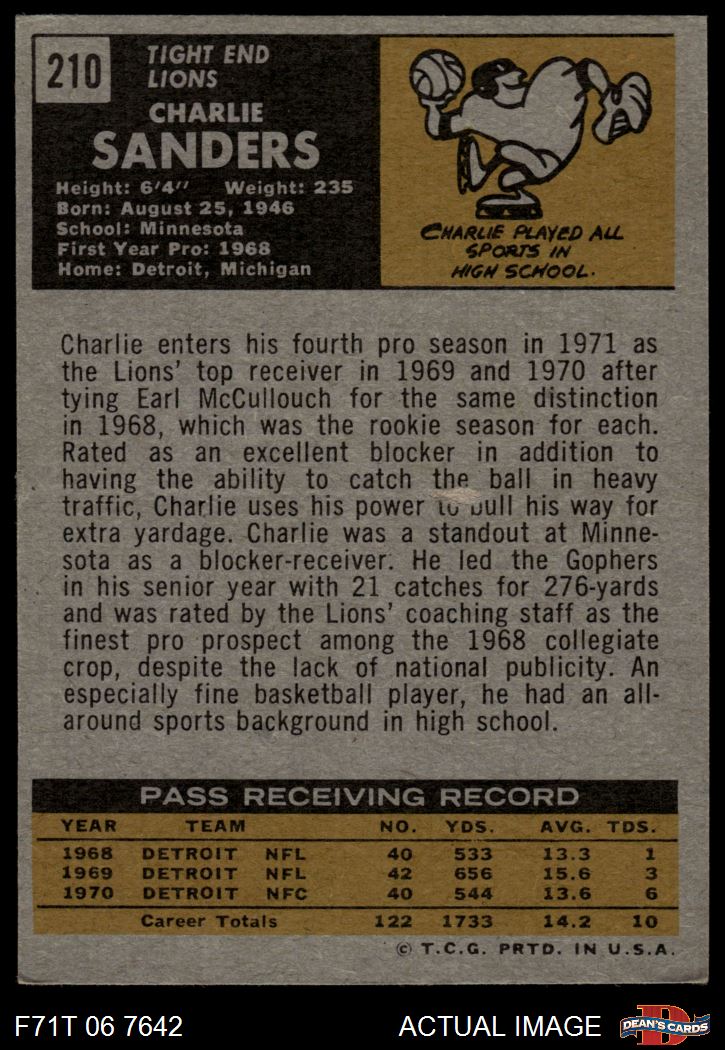 210
TIGHT END
LIONS
CHARLIE
SANDERS
Height: 6'4" Weight: 235
Born: August 25, 1946
School: Minnesota
First Year Pro: 1968
Home: Detroit, Michigan
CHARLIE PLAYED ALL
SPORTS IN
HIGH SCHOOL.
Charlie enters his fourth pro season in 1971 as
the Lions' top receiver in 1969 and 1970 after
tying Earl McCullouch for the same distinction
in 1968, which was the rookie season for each.
Rated as an excellent blocker in addition to
having the ability to catch the ball in heavy
traffic, Charlie uses his power to bull his way for
extra yardage. Charlie was a standout at Minne-
sota as a blocker-receiver. He led the Gophers
in his senior year with 21 catches for 276-yards
and was rated by the Lions' coaching staff as the
finest pro prospect among the 1968 collegiate
crop, despite the lack of national publicity. An
especially fine basketball player, he had an all-
around sports background in high school.
PASS RECEIVING RECORD
YEAR TEAM NO. YDS. AVG. TDS.
1968 DETROIT NFL 40 533 13.3 1
1969 DETROIT NFL 42 656 15.6 3
1970 DETROIT NFC 40 544 13.6 6
Career Totals 122 1733 14.2 10
© T.C.G. PRTD. IN U.S.A.
F71T 06 7642 ACTUAL IMAGE D DEAN'S CARDS